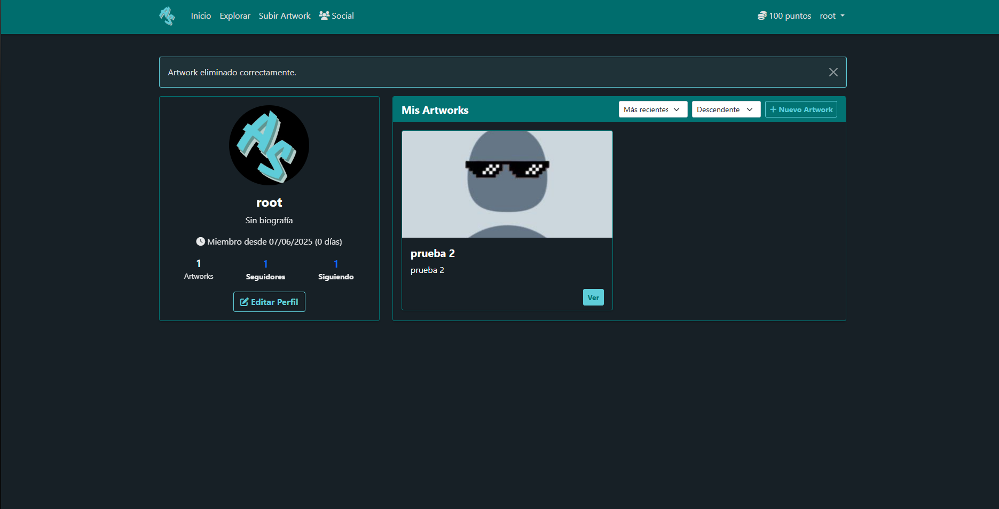 AS Inicio Explorar Subir Artwork Social 100 puntos root
Artwork eliminado correctamente.
AS
root
Sin biografía
Miembro desde 07/06/2025 (0 días)
1 1 1
Artworks Seguidores Siguiendo
Editar Perfil
Mis Artworks Más recientes Descendente + Nuevo Artwork
prueba 2
prueba 2
Ver